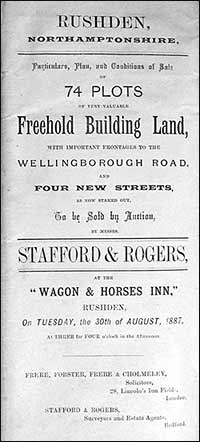 RUSHDEN,
NORTHAMPTONSHIRE,
Particulars, Plan, and Conditions of Sale
OF
74 PLOTS
OF VERY VALUABLE
Freehold Building Land,
WITH IMPORTANT FRONTAGES TO THE
WELLINGBOROUGH ROAD,
AND
FOUR NEW STREETS,
AS NOW STAKED OUT,
To be Sold by Auction,
BY MESSRS.
STAFFORD & ROGERS,
AT THE
"WAGON & HORSES INN,"
RUSHDEN,
On TUESDAY, the 30th of AUGUST, 1887,
At THREE for FOUR o'clock in the Afternoon.
FRERE, FORSTER, FRERE & CHOLMELEY,
Solicitors,
28, Lincoln's Inn Field
London.
STAFFORD & ROGERS,
Surveyors and Estate Agents,
Bedford.